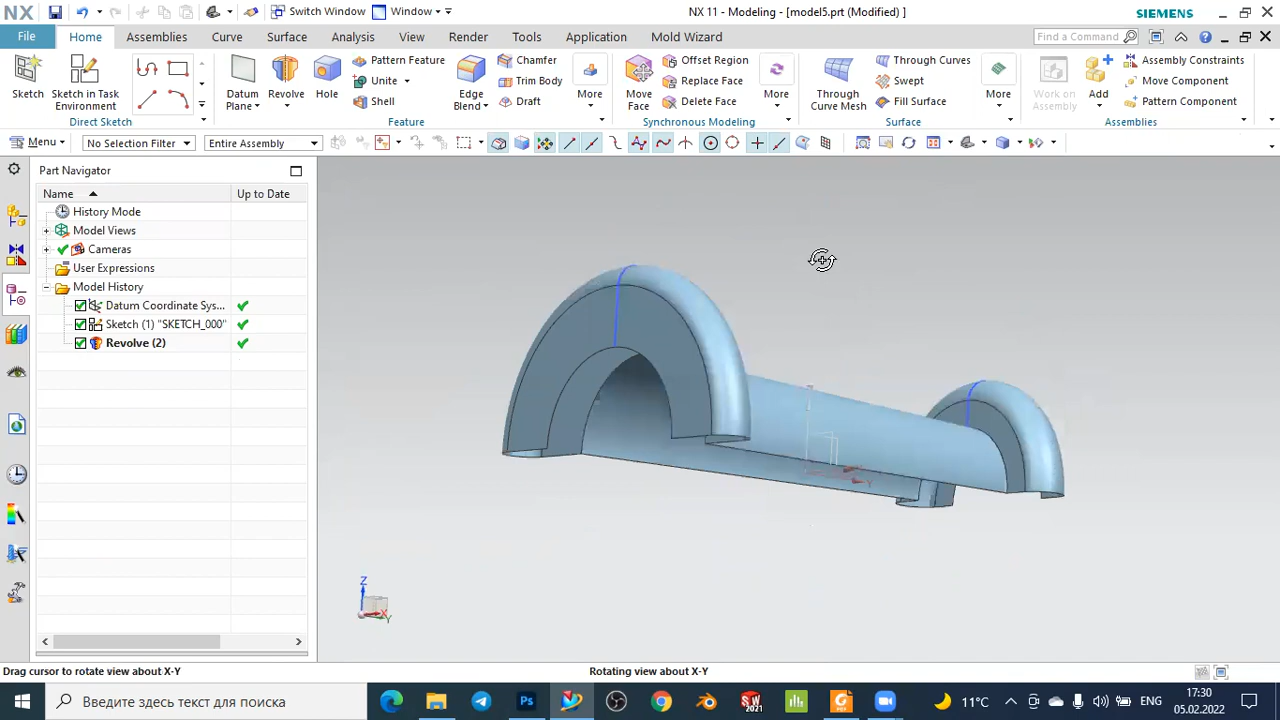 NX
Switch Window
Window
NX 11 - Modeling - [model5.prt (Modified) ]
SIEMENS
File
Home
Assemblies
Curve
Surface
Analysis
View
Render
Tools
Application
Mold Wizard
Find a Command
Sketch
Sketch in Task Environment
Direct Sketch
Datum Plane
Revolve
Hole
Pattern Feature
Unite
Shell
Edge Blend
Chamfer
Trim Body
Draft
More
Feature
Move Face
Offset Region
Replace Face
Delete Face
More
Synchronous Modeling
Through Curve Mesh
Through Curves
Swept
Fill Surface
More
Surface
Work on Assembly
Add
Assembly Constraints
Move Component
Pattern Component
Assemblies
Menu
No Selection Filter
Entire Assembly
Part Navigator
Name
Up to Date
History Mode
Model Views
Cameras
User Expressions
Model History
Datum Coordinate Sys...
Sketch (1) "SKETCH_000"
Revolve (2)
Z
X
Y
Y
Drag cursor to rotate view about X-Y
Rotating view about X-Y
Введите здесь текст для поиска
Ps
SW
2021
11°C
ENG
17:30
05.02.2022